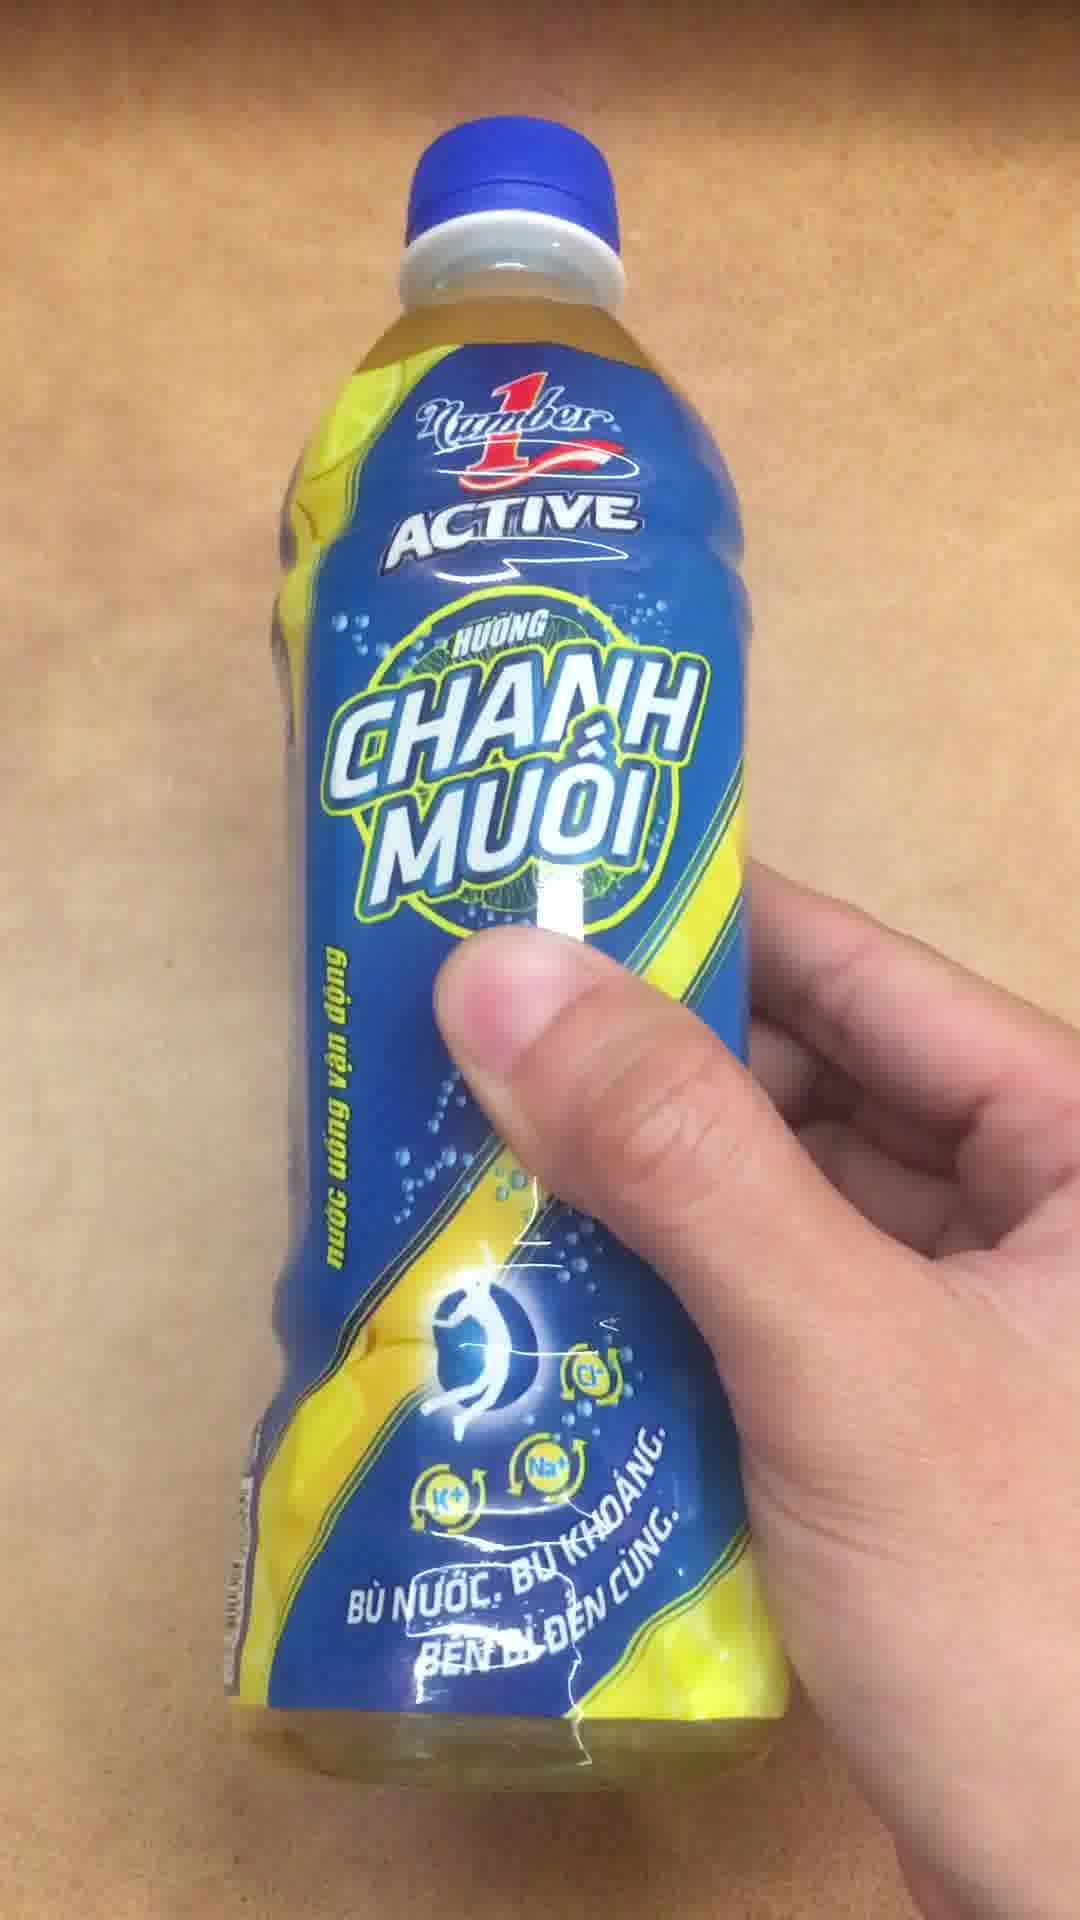 Number 1
ACTIVE
HƯƠNG
CHANH
MUỐI
nước uống vận động
Cl-
Na+
K+
BÙ NƯỚC. BÙ KHOÁNG.
BỀN BỈ ĐẾN CÙNG.